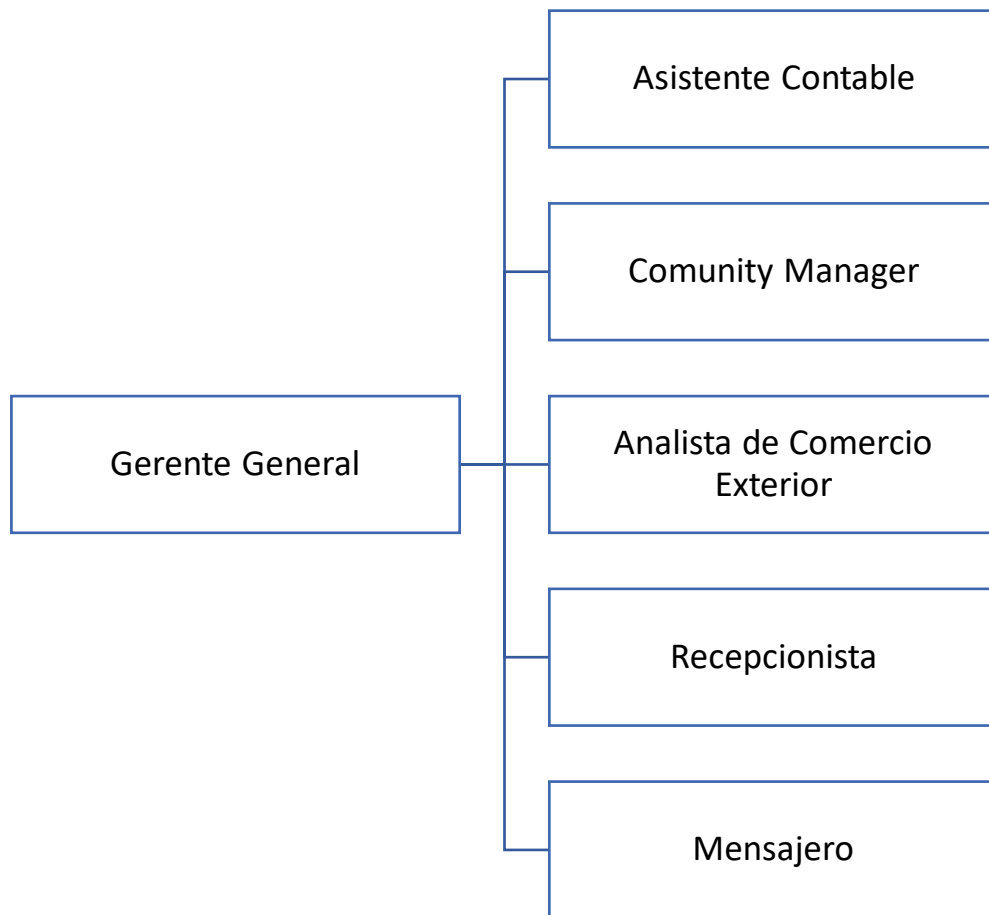 Asistente Contable
Comunity Manager
Gerente General
Analista de Comercio
Exterior
Recepcionista
Mensajero